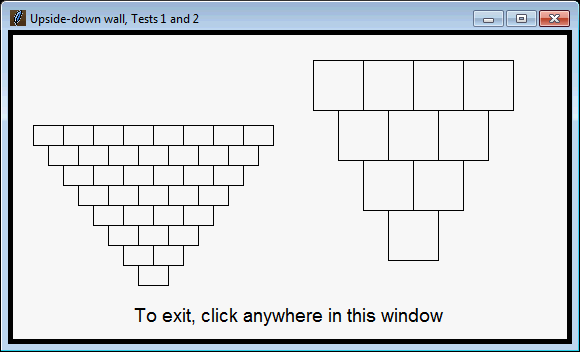 Upside-down wall, Tests 1 and 2
To exit, click anywhere in this window